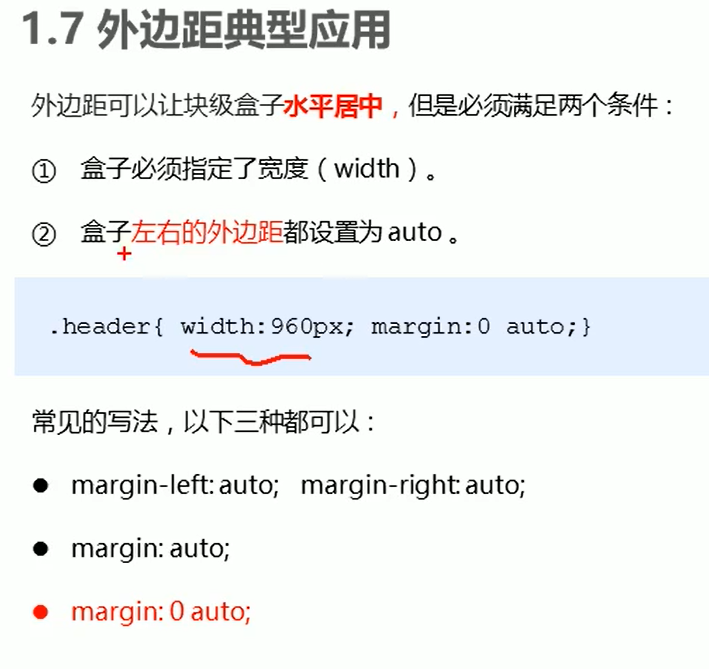 1.7 外边距典型应用
外边距可以让块级盒子水平居中，但是必须满足两个条件：
① 盒子必须指定了宽度（width）。
② 盒子左右的外边距都设置为 auto 。
.header{ width:960px; margin:0 auto;}
常见的写法，以下三种都可以：
● margin-left: auto; margin-right: auto;
● margin: auto;
● margin: 0 auto;